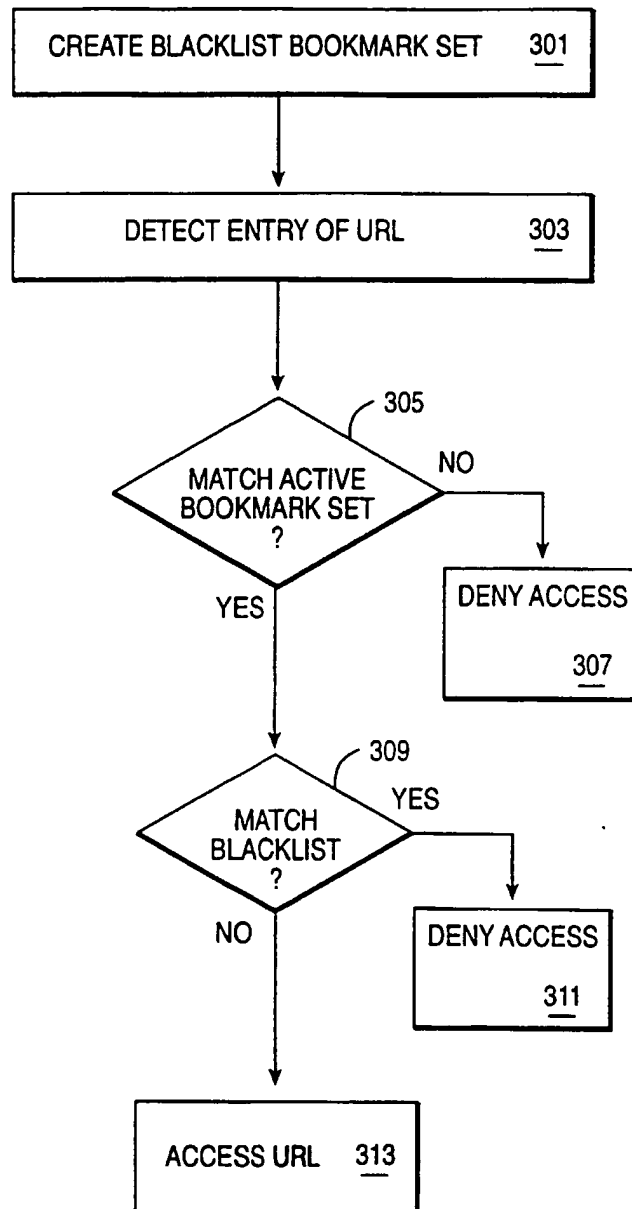 CREATE BLACKLIST BOOKMARK SET 301
DETECT ENTRY OF URL 303
305
MATCH ACTIVE
BOOKMARK SET
?
NO
YES
DENY ACCESS
307
309
MATCH
BLACKLIST
?
YES
NO
DENY ACCESS
311
ACCESS URL 313